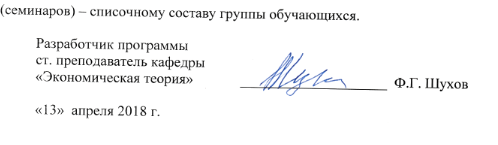 (семинаров) – списочному составу группы обучающихся.
Разработчик программы
ст. преподаватель кафедры
«Экономическая теория» Ф.Г. Шухов
«13» апреля 2018 г.